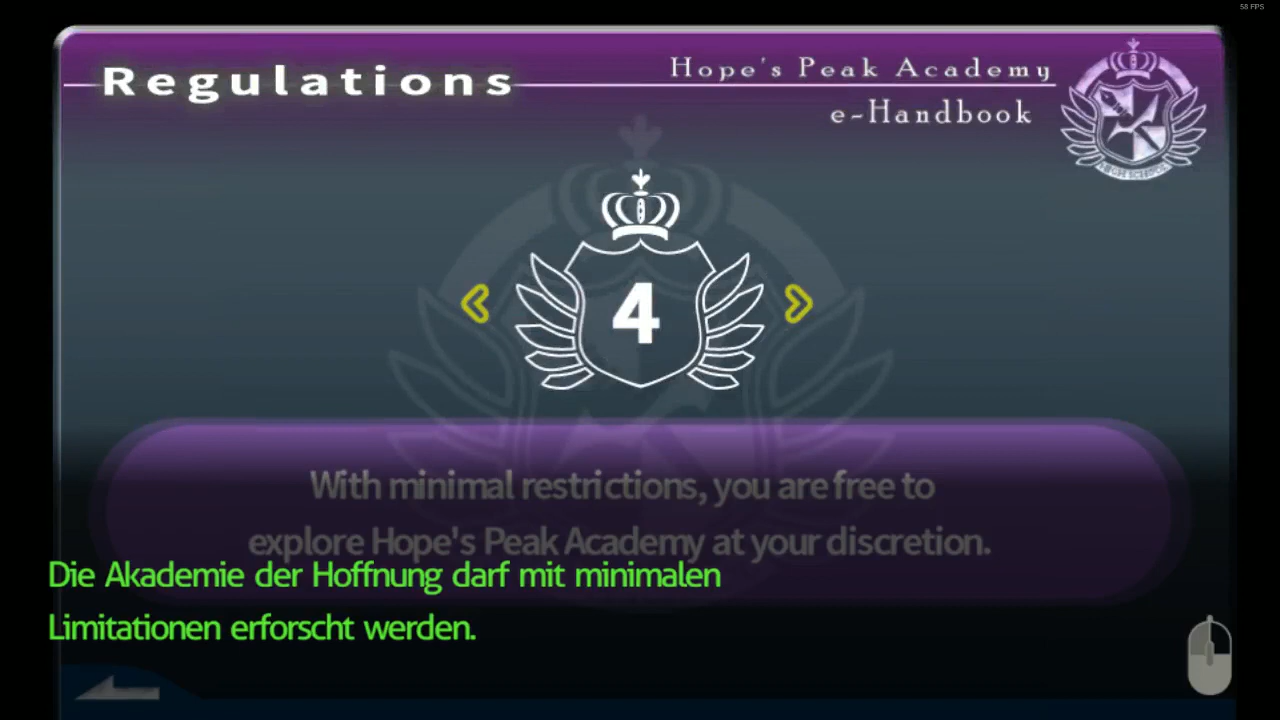 58 FPS
Regulations
Hope's Peak Academy
e-Handbook
4
With minimal restrictions, you are free to
explore Hope's Peak Academy at your discretion.
Die Akademie der Hoffnung darf mit minimalen
Limitationen erforscht werden.